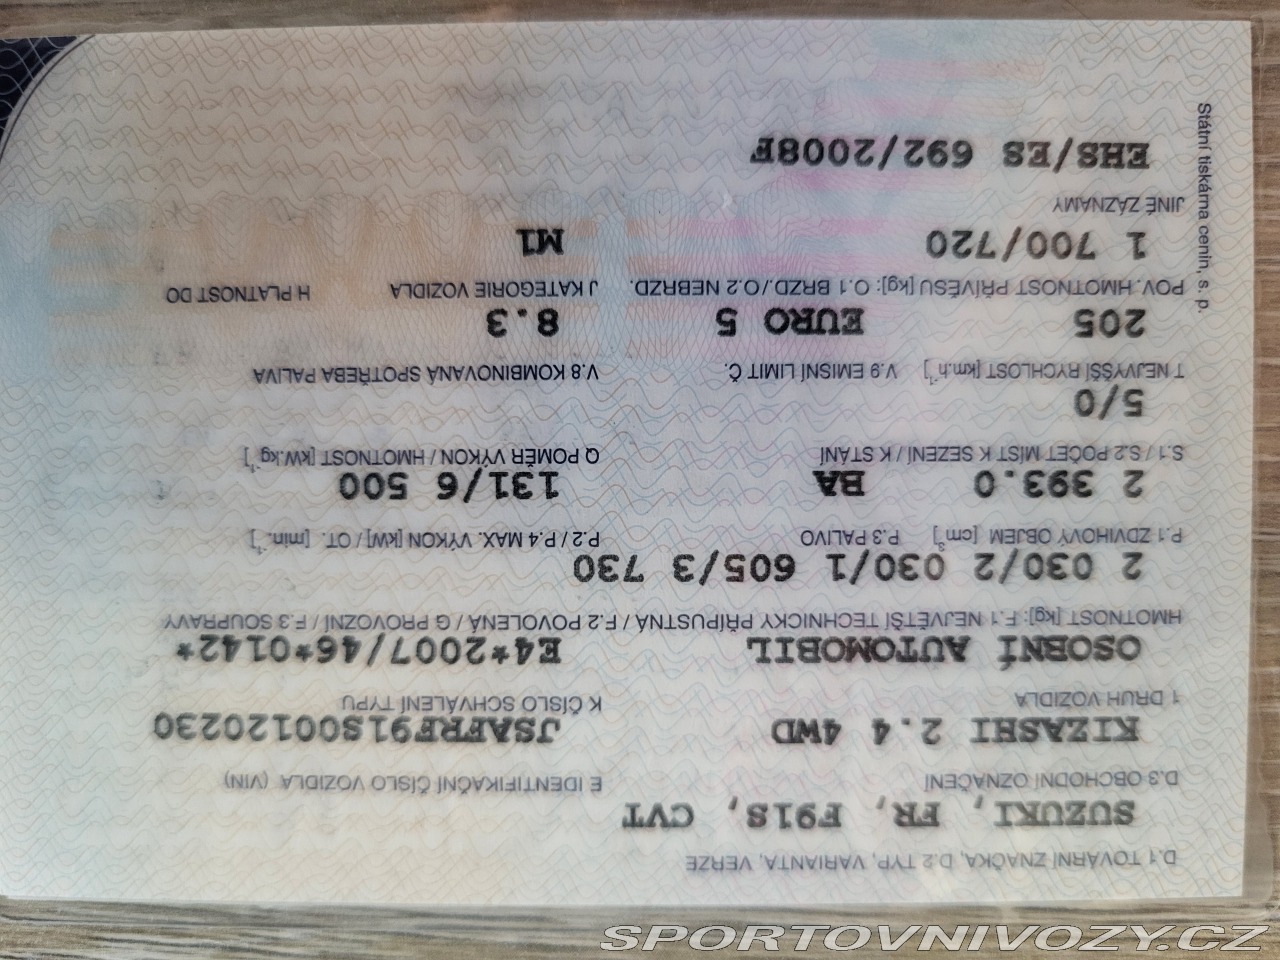 D.1 TOVÁRNÍ ZNAČKA, D.2 TYP, VARIANTA, VERZE
SUZUKI, FR, F91S, CVT
D.3 OBCHODNÍ OZNAČENÍ E IDENTIFIKAČNÍ ČÍSLO VOZIDLA (VIN)
KIZASHI 2.4 4WD JSAFRF91S00120230
1 DRUH VOZIDLA K ČÍSLO SCHVÁLENÍ TYPU
OSOBNÍ AUTOMOBIL E4*2007/46*0142*
HMOTNOST [kg]: F.1 NEJVĚTŠÍ TECHNICKY PŘÍPUSTNÁ / F.2 POVOLENÁ / G PROVOZNÍ / F.3 SOUPRAVY
2 030/2 030/1 605/3 730
P.1 ZDVIHOVÝ OBJEM [cm³] P.3 PALIVO P.2 / P.4 MAX. VÝKON [kW] / OT. [min.⁻¹]
2 393.0 BA 131/6 500
S.1 / S.2 POČET MÍST K SEZENÍ / K STÁNÍ Q POMĚR VÝKON / HMOTNOST [kW.kg⁻¹]
5/0
T NEJVYŠŠÍ RYCHLOST [km.h⁻¹] V.9 EMISNÍ LIMIT Č. V.8 KOMBINOVANÁ SPOTŘEBA PALIVA
205 EURO 5 8.3
POV. HMOTNOST PŘÍVĚSU [kg]: O.1 BRZD./O.2 NEBRZD. J KATEGORIE VOZIDLA H PLATNOST DO
1 700/720 M1
JINÉ ZÁZNAMY
EHS/ES 692/2008F
Státní tiskárna cenin, s. p.
SPORTOVNIVOZY.CZ